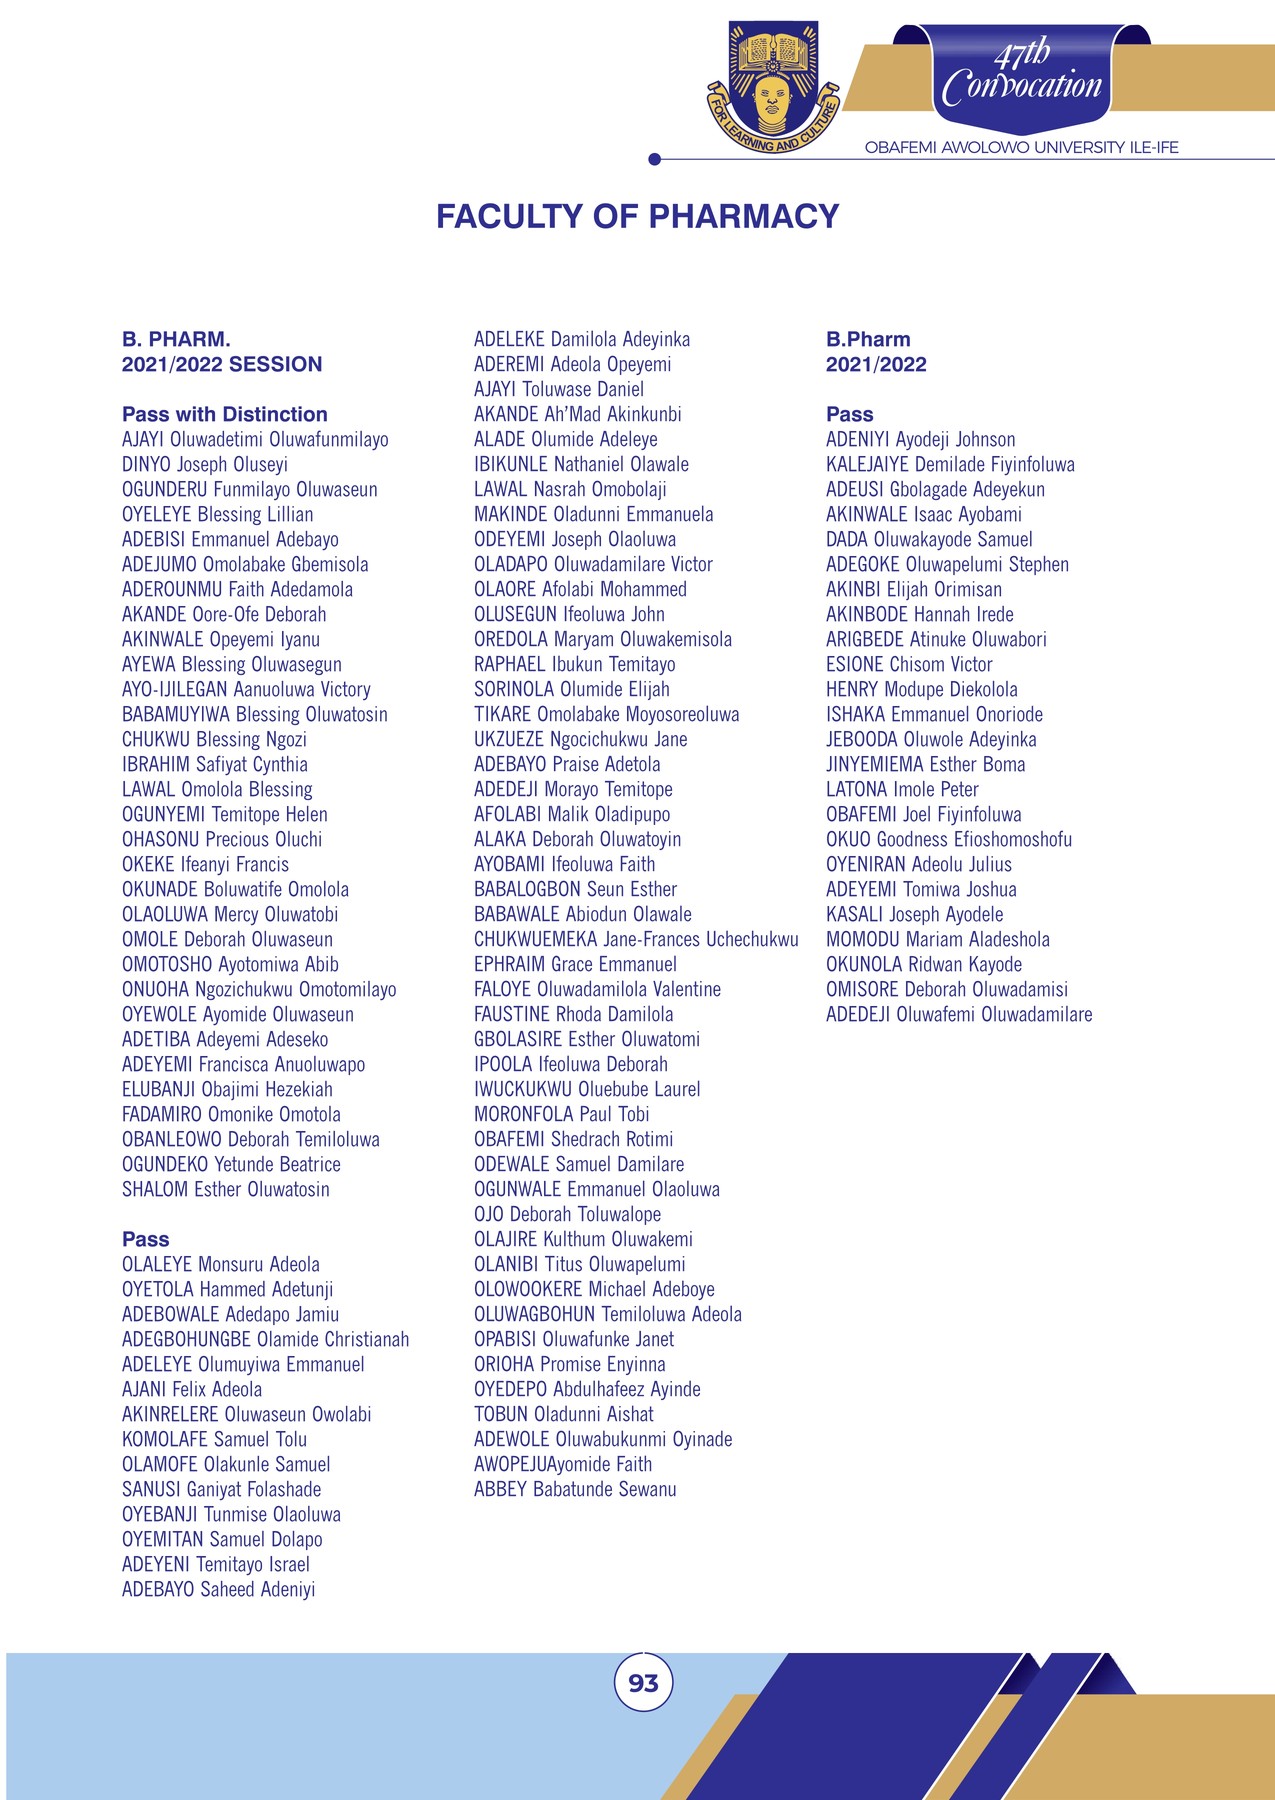 FOR LEARNING AND CULTURE
47th
Convocation
OBAFEMI AWOLOWO UNIVERSITY ILE-IFE
FACULTY OF PHARMACY
B. PHARM.
2021/2022 SESSION
Pass with Distinction
AJAYI Oluwadetimi Oluwafunmilayo
DINYO Joseph Oluseyi
OGUNDERU Funmilayo Oluwaseun
OYELEYE Blessing Lillian
ADEBISI Emmanuel Adebayo
ADEJUMO Omolabake Gbemisola
ADEROUNMU Faith Adedamola
AKANDE Oore-Ofe Deborah
AKINWALE Opeyemi Iyanu
AYEWA Blessing Oluwasegun
AYO-IJILEGAN Aanuoluwa Victory
BABAMUYIWA Blessing Oluwatosin
CHUKWU Blessing Ngozi
IBRAHIM Safiyat Cynthia
LAWAL Omolola Blessing
OGUNYEMI Temitope Helen
OHASONU Precious Oluchi
OKEKE Ifeanyi Francis
OKUNADE Boluwatife Omolola
OLAOLUWA Mercy Oluwatobi
OMOLE Deborah Oluwaseun
OMOTOSHO Ayotomiwa Abib
ONUOHA Ngozichukwu Omotomilayo
OYEWOLE Ayomide Oluwaseun
ADETIBA Adeyemi Adeseko
ADEYEMI Francisca Anuoluwapo
ELUBANJI Obajimi Hezekiah
FADAMIRO Omonike Omotola
OBANLEOWO Deborah Temiloluwa
OGUNDEKO Yetunde Beatrice
SHALOM Esther Oluwatosin
Pass
OLALEYE Monsuru Adeola
OYETOLA Hammed Adetunji
ADEBOWALE Adedapo Jamiu
ADEGBOHUNGBE Olamide Christianah
ADELEYE Olumuyiwa Emmanuel
AJANI Felix Adeola
AKINRELERE Oluwaseun Owolabi
KOMOLAFE Samuel Tolu
OLAMOFE Olakunle Samuel
SANUSI Ganiyat Folashade
OYEBANJI Tunmise Olaoluwa
OYEMITAN Samuel Dolapo
ADEYENI Temitayo Israel
ADEBAYO Saheed Adeniyi
ADELEKE Damilola Adeyinka
ADEREMI Adeola Opeyemi
AJAYI Toluwase Daniel
AKANDE Ah’Mad Akinkunbi
ALADE Olumide Adeleye
IBIKUNLE Nathaniel Olawale
LAWAL Nasrah Omobolaji
MAKINDE Oladunni Emmanuela
ODEYEMI Joseph Olaoluwa
OLADAPO Oluwadamilare Victor
OLAORE Afolabi Mohammed
OLUSEGUN Ifeoluwa John
OREDOLA Maryam Oluwakemisola
RAPHAEL Ibukun Temitayo
SORINOLA Olumide Elijah
TIKARE Omolabake Moyosoreoluwa
UKZUEZE Ngocichukwu Jane
ADEBAYO Praise Adetola
ADEDEJI Morayo Temitope
AFOLABI Malik Oladipupo
ALAKA Deborah Oluwatoyin
AYOBAMI Ifeoluwa Faith
BABALOGBON Seun Esther
BABAWALE Abiodun Olawale
CHUKWUEMEKA Jane-Frances Uchechukwu
EPHRAIM Grace Emmanuel
FALOYE Oluwadamilola Valentine
FAUSTINE Rhoda Damilola
GBOLASIRE Esther Oluwatomi
IPOOLA Ifeoluwa Deborah
IWUCKUKWU Oluebube Laurel
MORONFOLA Paul Tobi
OBAFEMI Shedrach Rotimi
ODEWALE Samuel Damilare
OGUNWALE Emmanuel Olaoluwa
OJO Deborah Toluwalope
OLAJIRE Kulthum Oluwakemi
OLANIBI Titus Oluwapelumi
OLOWOOKERE Michael Adeboye
OLUWAGBOHUN Temiloluwa Adeola
OPABISI Oluwafunke Janet
ORIOHA Promise Enyinna
OYEDEPO Abdulhafeez Ayinde
TOBUN Oladunni Aishat
ADEWOLE Oluwabukunmi Oyinade
AWOPEJUAyomide Faith
ABBEY Babatunde Sewanu
B.Pharm
2021/2022
Pass
ADENIYI Ayodeji Johnson
KALEJAIYE Demilade Fiyinfoluwa
ADEUSI Gbolagade Adeyekun
AKINWALE Isaac Ayobami
DADA Oluwakayode Samuel
ADEGOKE Oluwapelumi Stephen
AKINBI Elijah Orimisan
AKINBODE Hannah Irede
ARIGBEDE Atinuke Oluwabori
ESIONE Chisom Victor
HENRY Modupe Diekolola
ISHAKA Emmanuel Onoriode
JEBOODA Oluwole Adeyinka
JINYEMIEMA Esther Boma
LATONA Imole Peter
OBAFEMI Joel Fiyinfoluwa
OKUO Goodness Efioshomoshofu
OYENIRAN Adeolu Julius
ADEYEMI Tomiwa Joshua
KASALI Joseph Ayodele
MOMODU Mariam Aladeshola
OKUNOLA Ridwan Kayode
OMISORE Deborah Oluwadamisi
ADEDEJI Oluwafemi Oluwadamilare
93